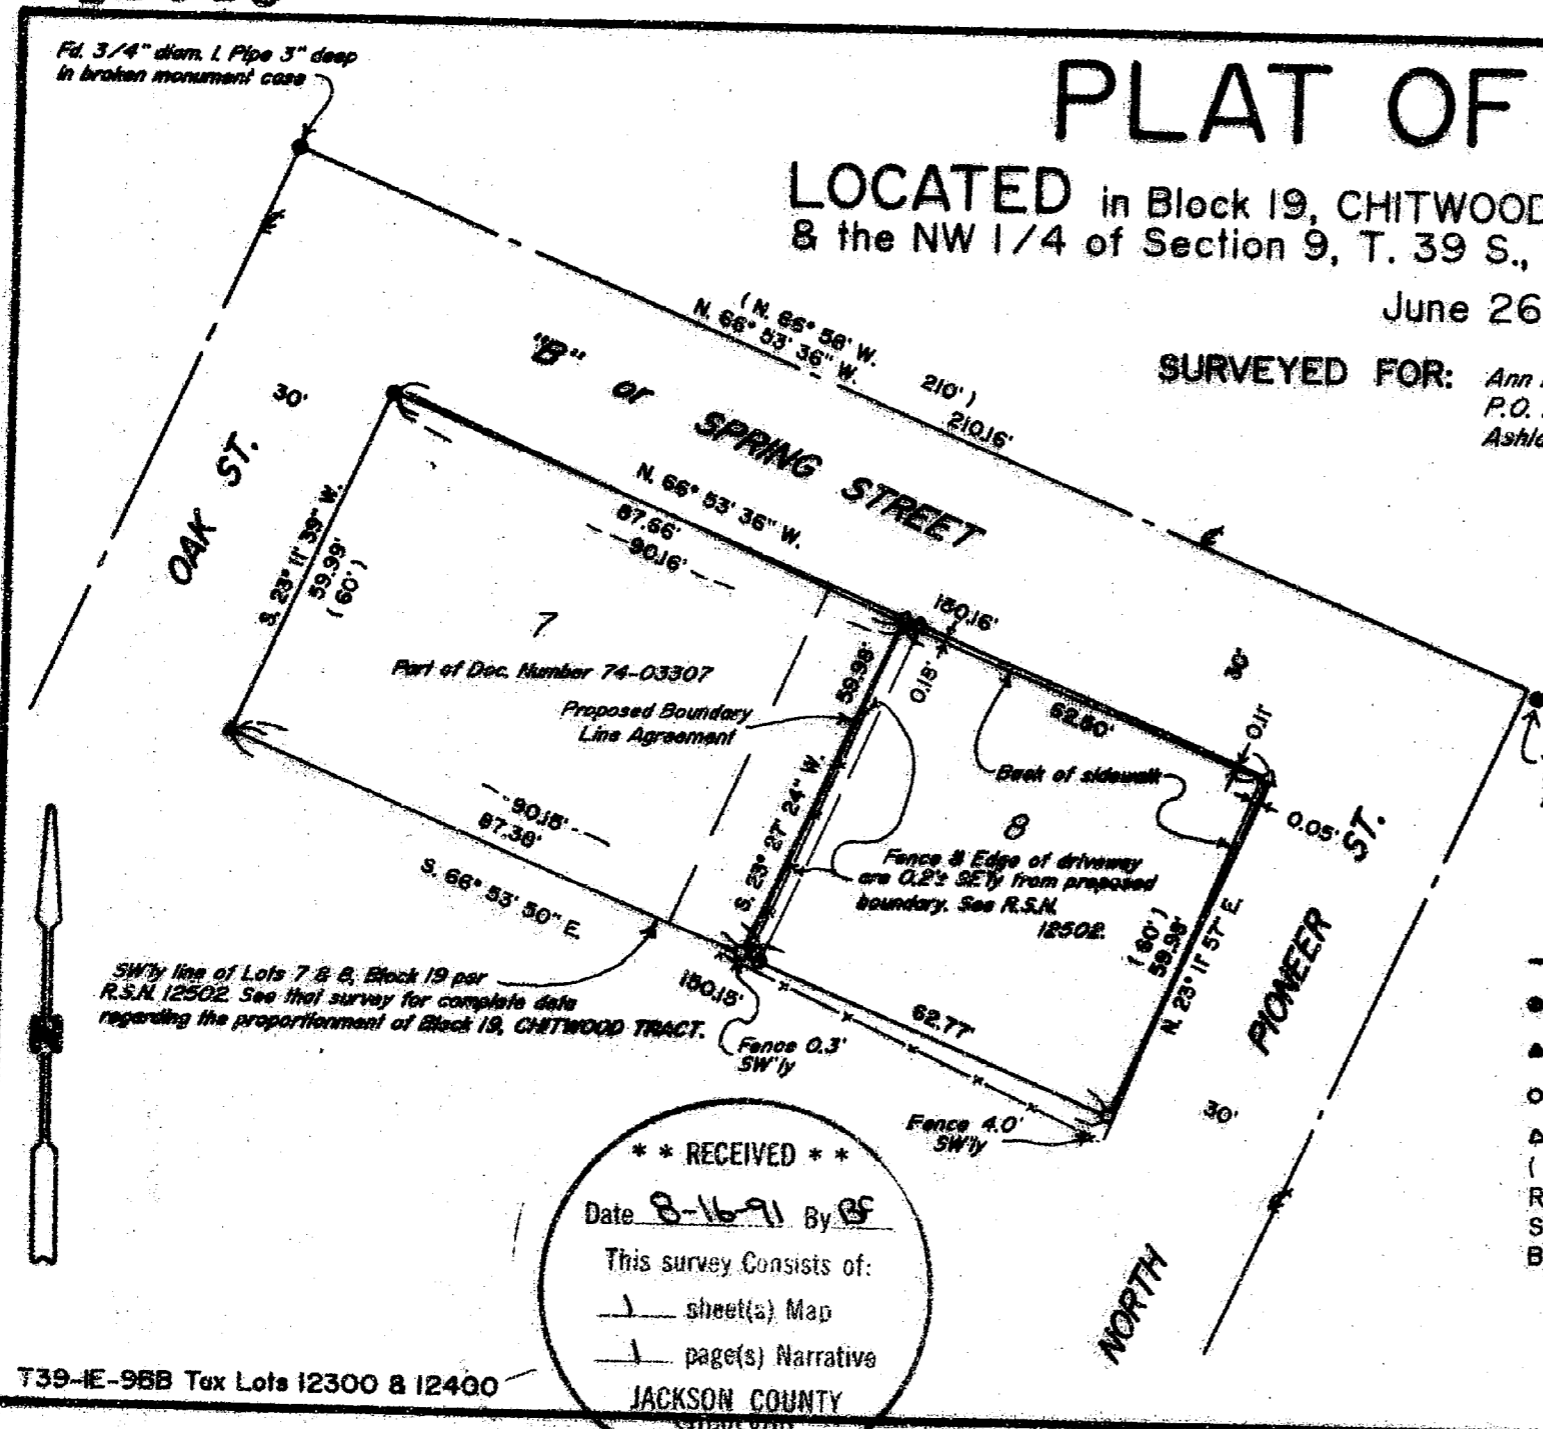 Fd. 3/4" diam. I. Pipe 3" deep
in broken monument case
PLAT OF
LOCATED in Block 19, CHITWOOD
& the NW 1/4 of Section 9, T. 39 S.,
June 26
SURVEYED FOR: Ann
P.O.
Ashla
( N. 66° 58' W. 210' )
N. 66° 53' 36" W. 210.16'
"B" or SPRING STREET
30'
OAK ST.
S. 23° 11' 39" W.
59.99'
( 60' )
N. 66° 53' 36" W.
87.66'
90.16'
150.16'
0.18'
30'
7
Part of Doc. Number 74-03307
59.98'
Proposed Boundary
Line Agreement
S. 23° 27' 24" W.
62.50'
0.11'
Back of sidewalk
0.05'
8
Fence & Edge of driveway
are 0.2'± SE'ly from proposed
boundary. See R.S.N.
12502.
( 60' )
59.98'
N. 23° 11' 57" E.
NORTH PIONEER ST.
30'
90.15'
87.38'
S. 66° 53' 50" E.
150.15'
62.77'
SW'ly line of Lots 7 & 8, Block 19 per
R.S.N. 12502. See that survey for complete data
regarding the proportionment of Block 19, CHITWOOD TRACT.
Fence 0.3'
SW'ly
Fence 4.0'
SW'ly
* * RECEIVED * *
Date 8-16-91 By BF
This survey Consists of:
1 sheet(s) Map
1 page(s) Narrative
JACKSON COUNTY
SURVEYOR
T39-1E-9BB Tax Lots 12300 & 12400
(
R
S
B